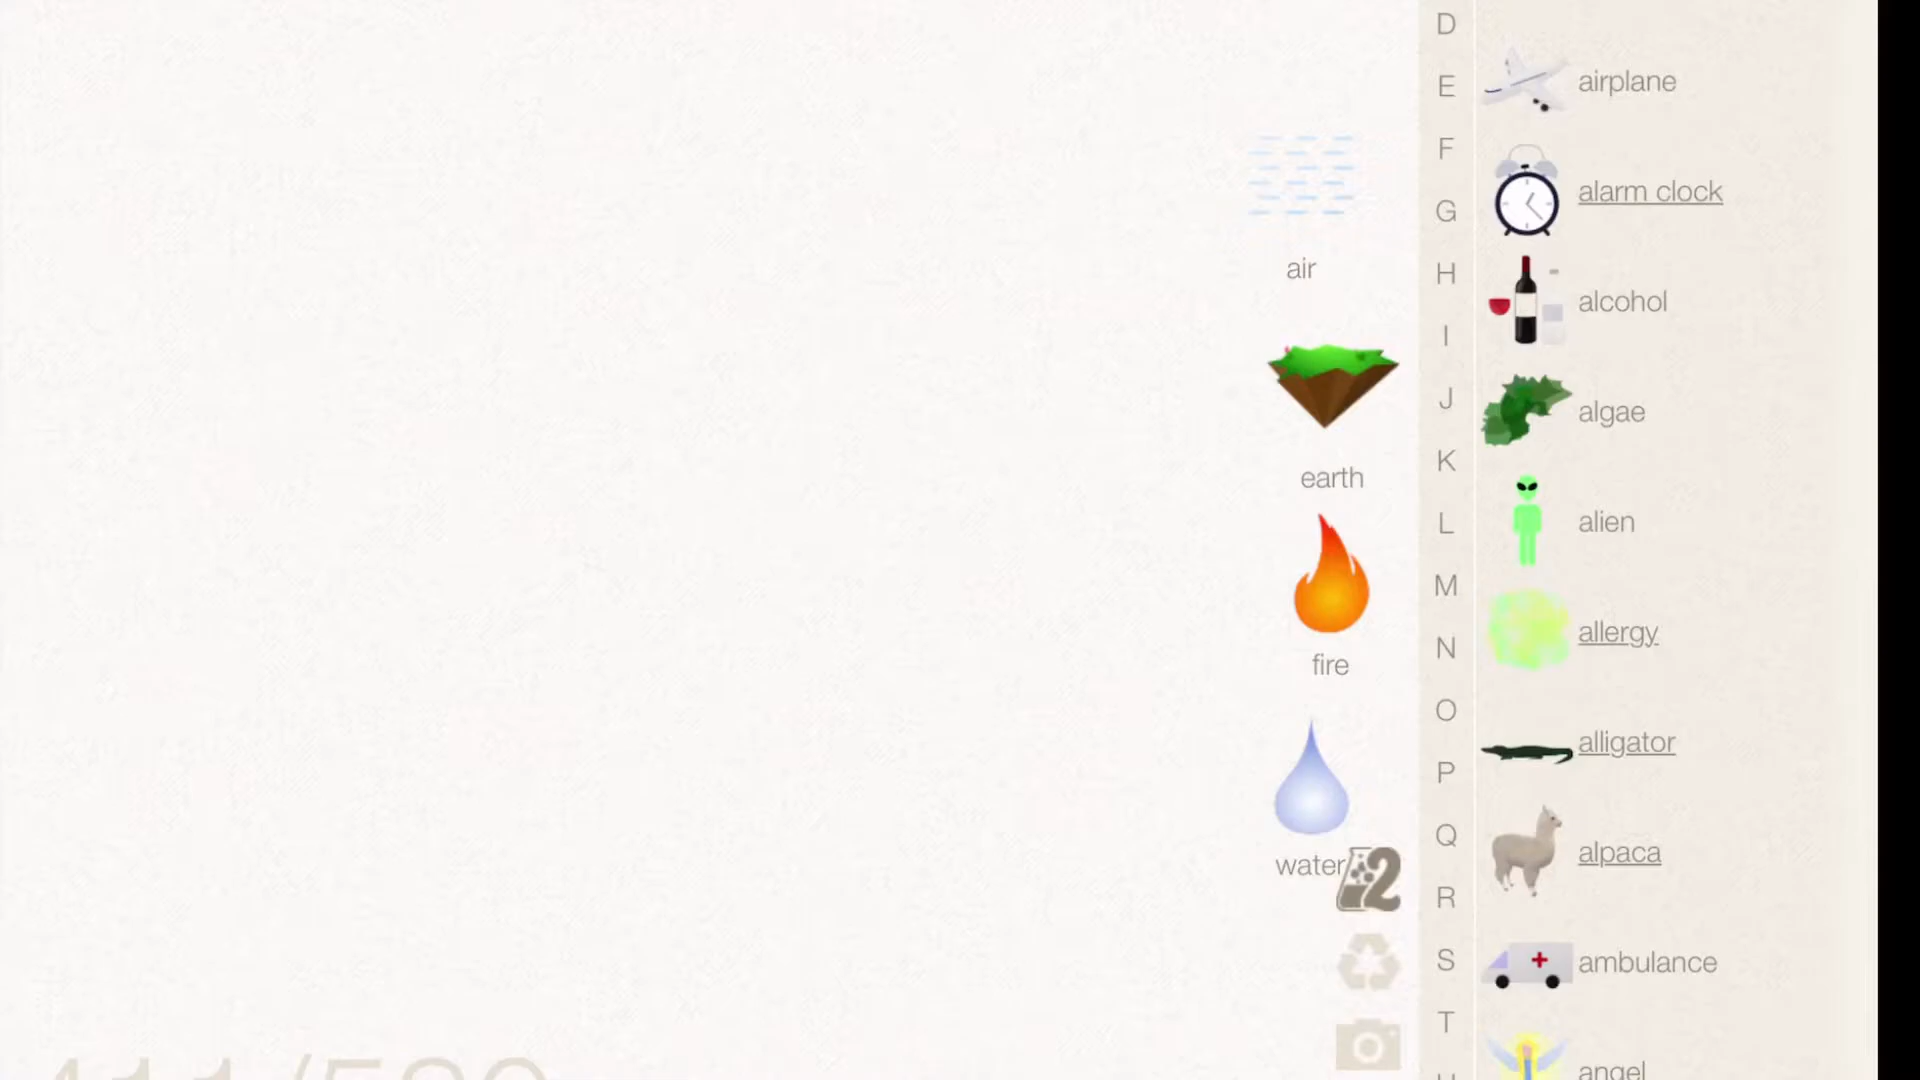 D
E
F
G
H
I
J
K
L
M
N
O
P
Q
R
S
T
airplane
alarm clock
alcohol
algae
alien
allergy
alligator
alpaca
ambulance
angel
air
earth
fire
water
2